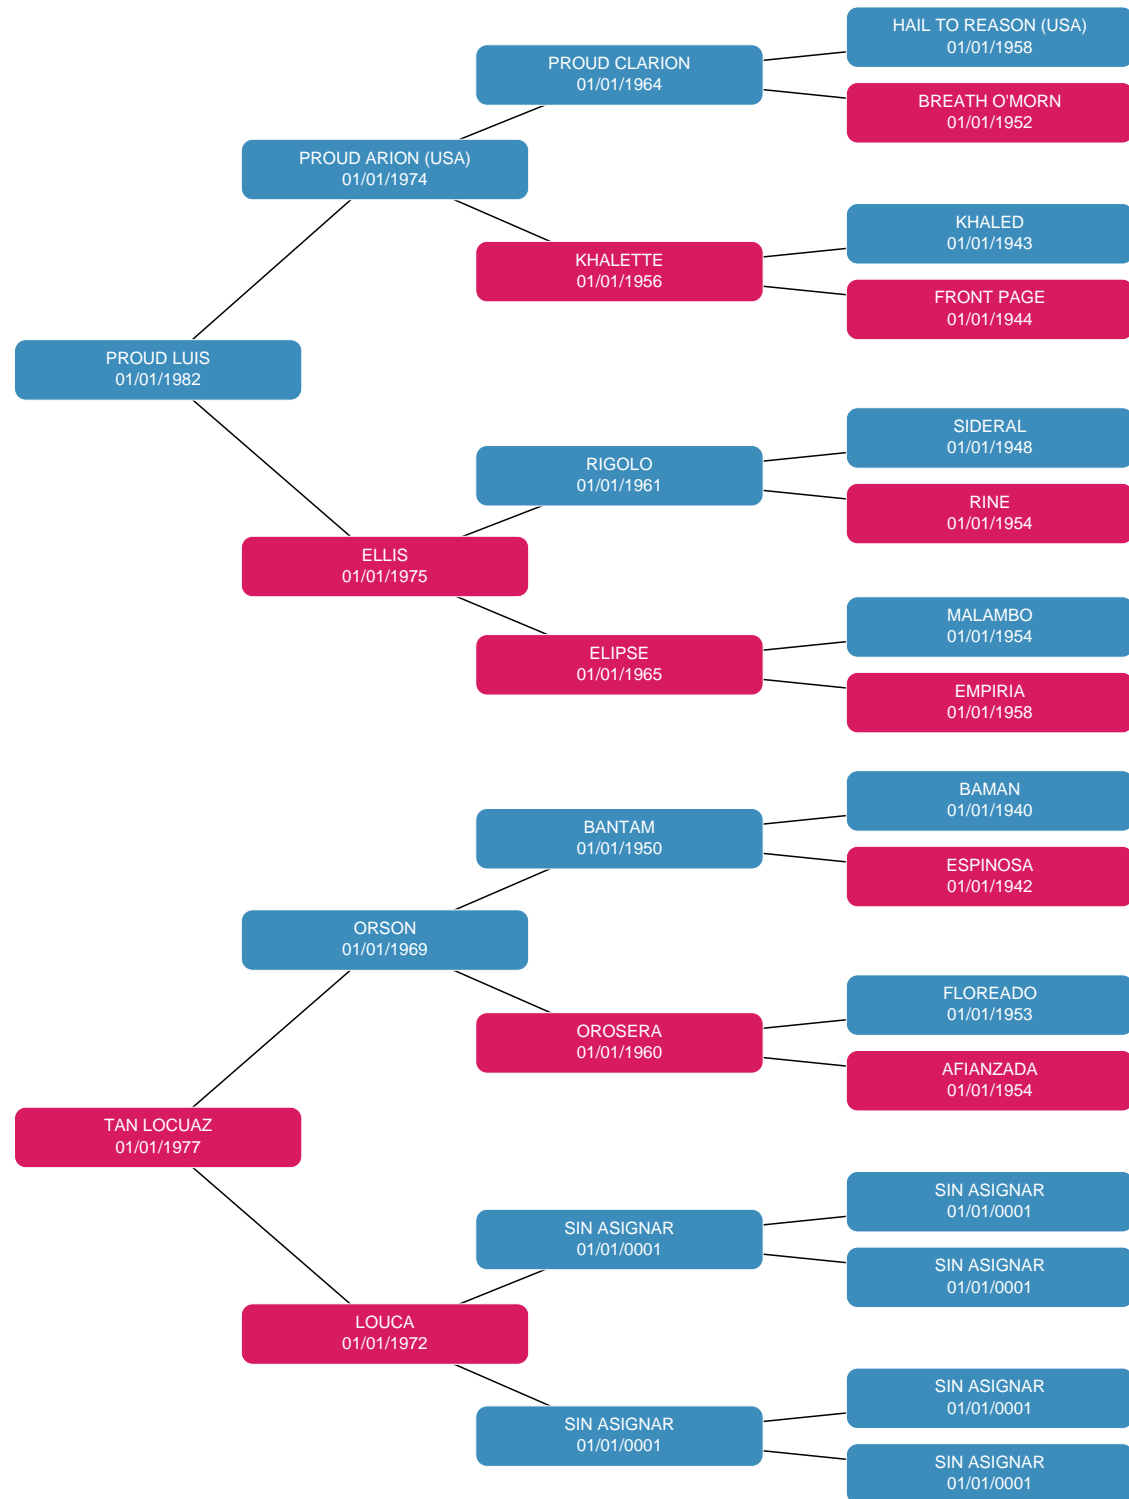 HAIL TO REASON (USA)
01/01/1958
PROUD CLARION
01/01/1964
BREATH O'MORN
01/01/1952
PROUD ARION (USA)
01/01/1974
KHALED
01/01/1943
KHALETTE
01/01/1956
FRONT PAGE
01/01/1944
PROUD LUIS
01/01/1982
SIDERAL
01/01/1948
RIGOLO
01/01/1961
RINE
01/01/1954
ELLIS
01/01/1975
MALAMBO
01/01/1954
ELIPSE
01/01/1965
EMPIRIA
01/01/1958
BAMAN
01/01/1940
BANTAM
01/01/1950
ESPINOSA
01/01/1942
ORSON
01/01/1969
FLOREADO
01/01/1953
OROSERA
01/01/1960
AFIANZADA
01/01/1954
TAN LOCUAZ
01/01/1977
SIN ASIGNAR
01/01/0001
SIN ASIGNAR
01/01/0001
SIN ASIGNAR
01/01/0001
LOUCA
01/01/1972
SIN ASIGNAR
01/01/0001
SIN ASIGNAR
01/01/0001
SIN ASIGNAR
01/01/0001